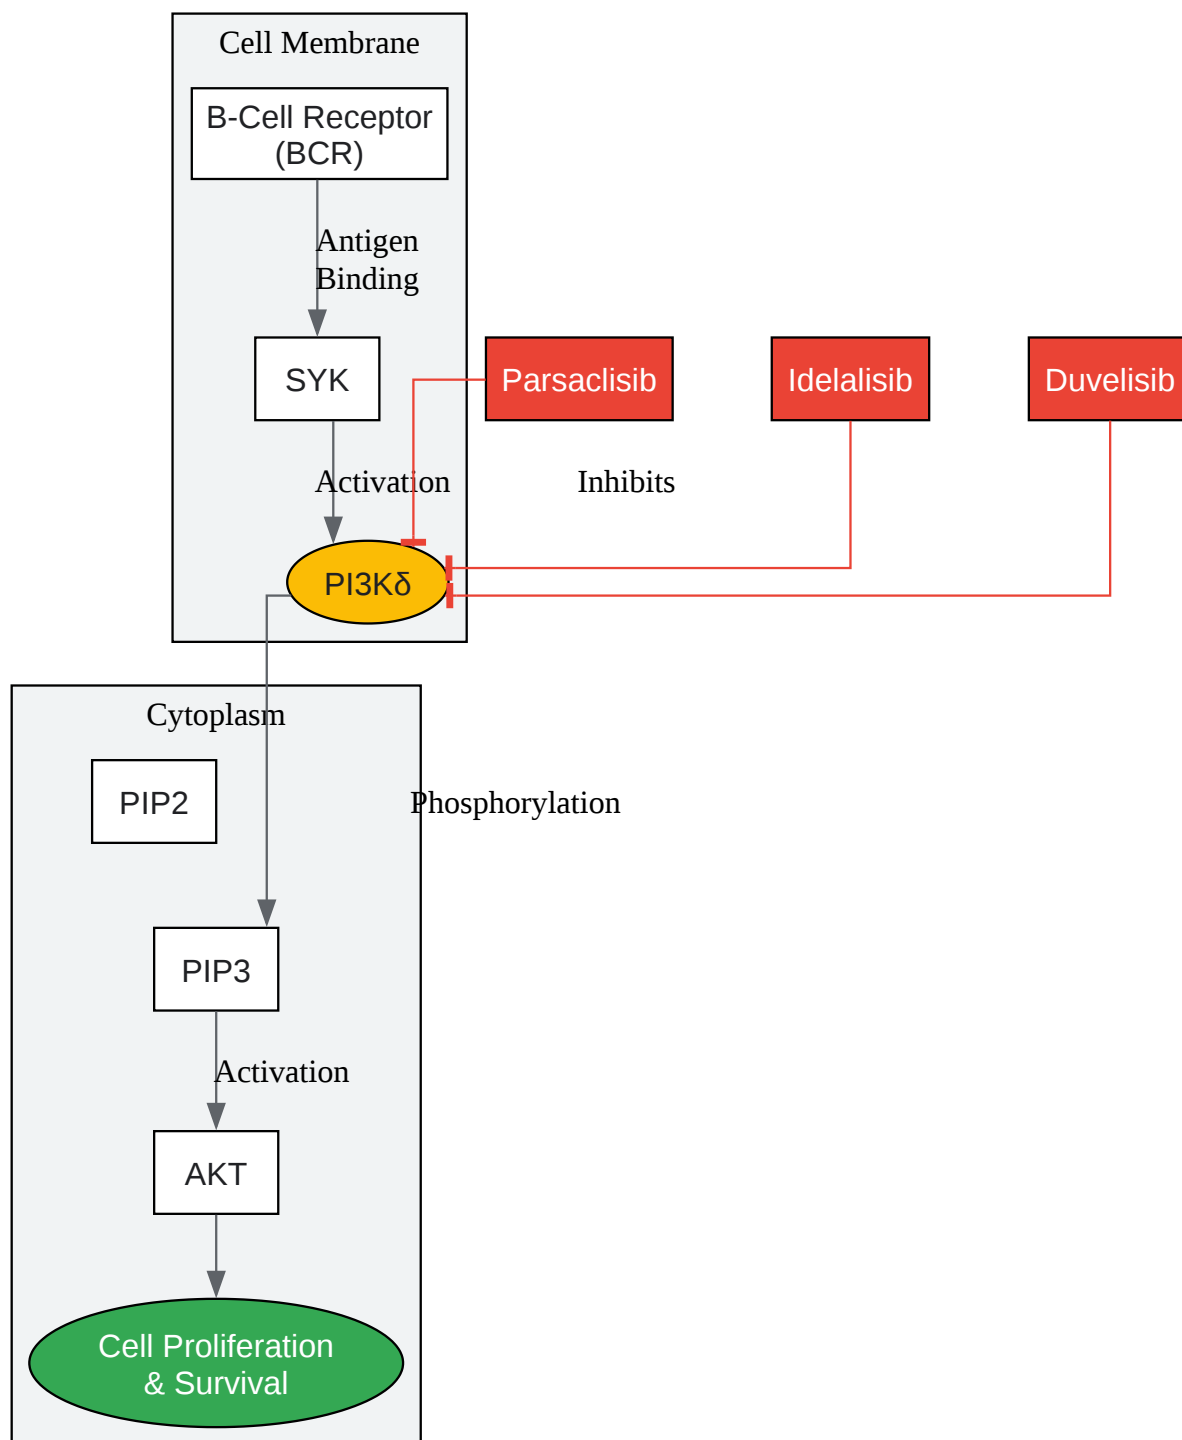 Cell Membrane
B-Cell Receptor
(BCR)
Antigen
Binding
SYK
Parsaclisib
Idelalisib
Duvelisib
Activation
Inhibits
PI3Kδ
Cytoplasm
PIP2
Phosphorylation
PIP3
Activation
AKT
Cell Proliferation
& Survival